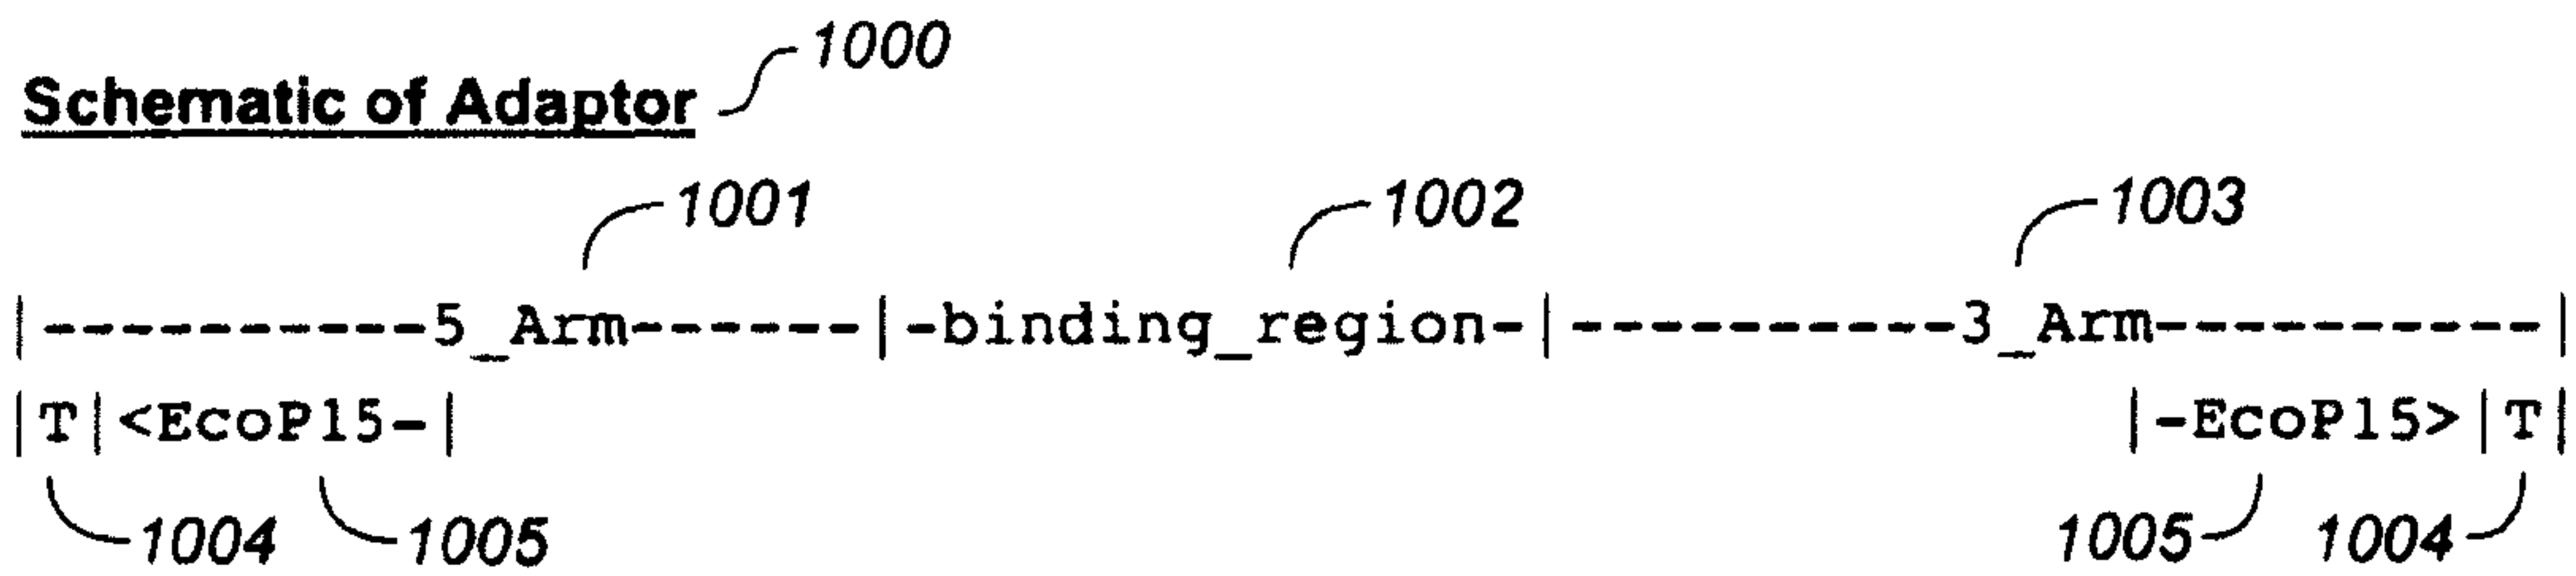 Schematic of Adaptor 1000
1001 1002 1003
|----------5_Arm------|-binding_region-|----------3_Arm----------|
|T|<EcoP15-| |-EcoP15>|T|
1004 1005 1005 1004